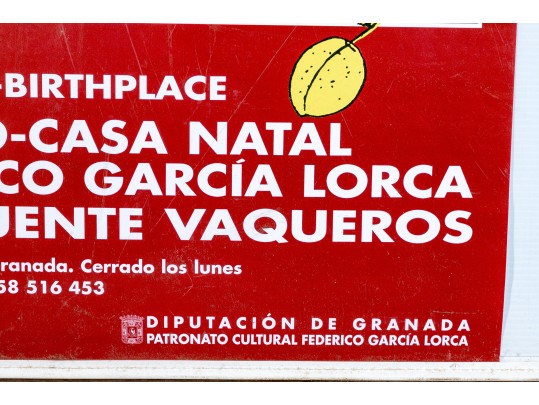 -BIRTHPLACE
O-CASA NATAL
CO GARCÍA LORCA
UENTE VAQUEROS
ranada. Cerrado los lunes
58 516 453
DIPUTACIÓN DE GRANADA
PATRONATO CULTURAL FEDERICO GARCÍA LORCA